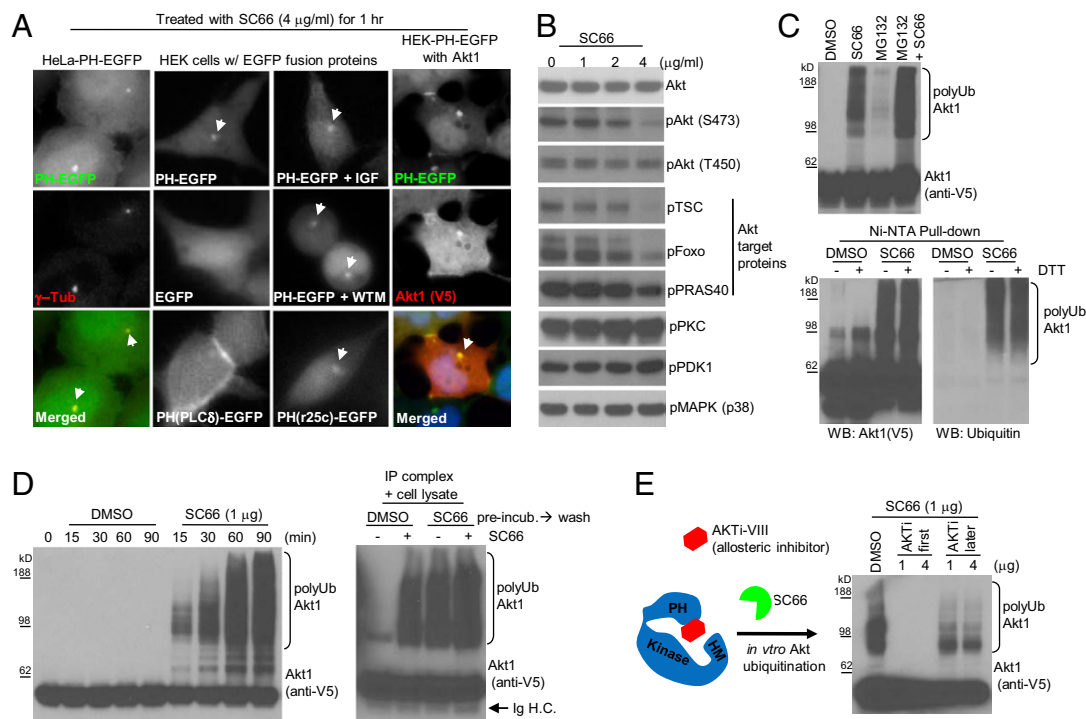 A
Treated with SC66 (4 μg/ml) for 1 hr
HeLa-PH-EGFP
HEK cells w/ EGFP fusion proteins
HEK-PH-EGFP
with Akt1
PH-EGFP
PH-EGFP
PH-EGFP + IGF
PH-EGFP
γ–Tub
EGFP
PH-EGFP + WTM
Akt1 (V5)
Merged
PH(PLCδ)-EGFP
PH(r25c)-EGFP
Merged
B
SC66
0 1 2 4 (μg/ml)
Akt
pAkt (S473)
pAkt (T450)
pTSC
pFoxo
pPRAS40
Akt
target
proteins
pPKC
pPDK1
pMAPK (p38)
C
DMSO
SC66
MG132
MG132
+ SC66
kD
188
98
62
polyUb
Akt1
Akt1
(anti-V5)
Ni-NTA Pull-down
DMSO SC66 DMSO SC66
- + - + - + - + DTT
kD
188
98
62
polyUb
Akt1
WB: Akt1(V5)
WB: Ubiquitin
D
DMSO SC66 (1 μg)
0 15 30 60 90 15 30 60 90 (min)
kD
188
98
62
polyUb
Akt1
Akt1
(anti-V5)
IP complex
+ cell lysate
DMSO SC66 pre-incub.→ wash
- + - + SC66
polyUb
Akt1
Akt1
(anti-V5)
Ig H.C.
E
AKTi-VIII
(allosteric inhibitor)
SC66
PH
Kinase
HM
in vtro Akt
ubiquitination
SC66 (1 μg)
DMSO
AKTi
first
AKTi
later
1 4 1 4 (μg)
kD
188
98
62
polyUb
Akt1
Akt1
(anti-V5)